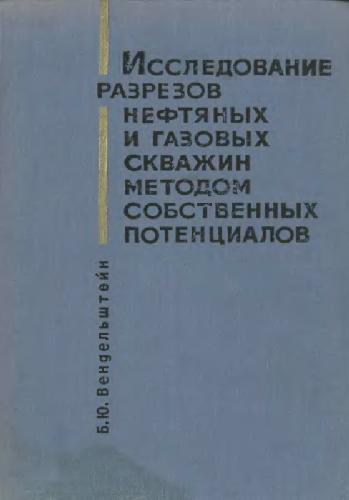 Исследование
разрезов
нефтяных
и газовых
скважин
методом
собственных
потенциалов
Б.Ю. Вендельштейн